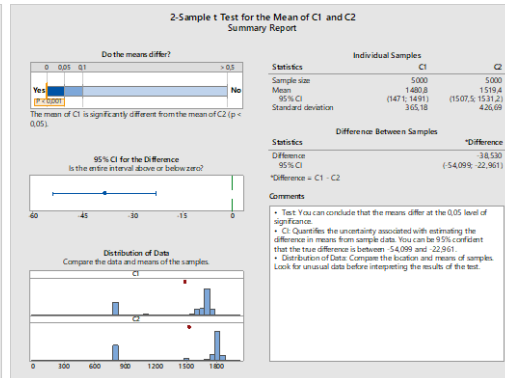 2-Sample t Test for the Mean of C1 and C2
Summary Report
Do the means differ?
0 0,05 0,1 > 0,5
Yes No
P < 0,001
The mean of C1 is significantly different from the mean of C2 (p <
0,05).
95% CI for the Difference
Is the entire interval above or below zero?
-60 -45 -30 -15 0
Distribution of Data
Compare the data and means of the samples.
C1
C2
0 300 600 900 1200 1500 1800
Individual Samples
Statistics C1 C2
Sample size 5000 5000
Mean 1480,8 1519,4
95% CI (1471; 1491) (1507,5; 1531,2)
Standard deviation 365,18 426,69
Difference Between Samples
Statistics *Difference
Difference -38,530
95% CI (-54,099; -22,961)
*Difference = C1 - C2
Comments
• Test: You can conclude that the means differ at the 0,05 level of
significance.
• CI: Quantifies the uncertainty associated with estimating the
difference in means from sample data. You can be 95% confident
that the true difference is between -54,099 and -22,961.
• Distribution of Data: Compare the location and means of samples.
Look for unusual data before interpreting the results of the test.